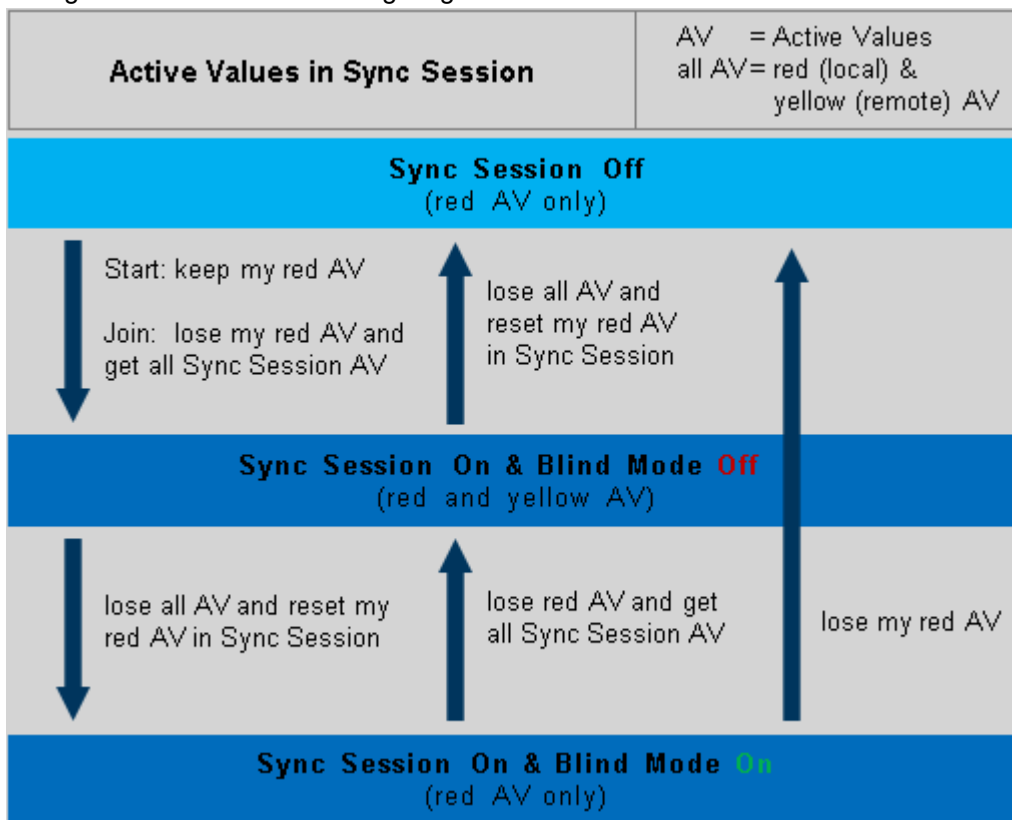 Active Values in Sync Session
AV = Active Values
all AV= red (local) &
yellow (remote) AV
Sync Session Off
(red AV only)
Start: keep my red AV
Join: lose my red AV and
get all Sync Session AV
lose all AV and
reset my red AV
in Sync Session
Sync Session On & Blind Mode Off
(red and yellow AV)
lose all AV and reset my
red AV in Sync Session
lose red AV and get
all Sync Session AV
lose my red AV
Sync Session On & Blind Mode On
(red AV only)